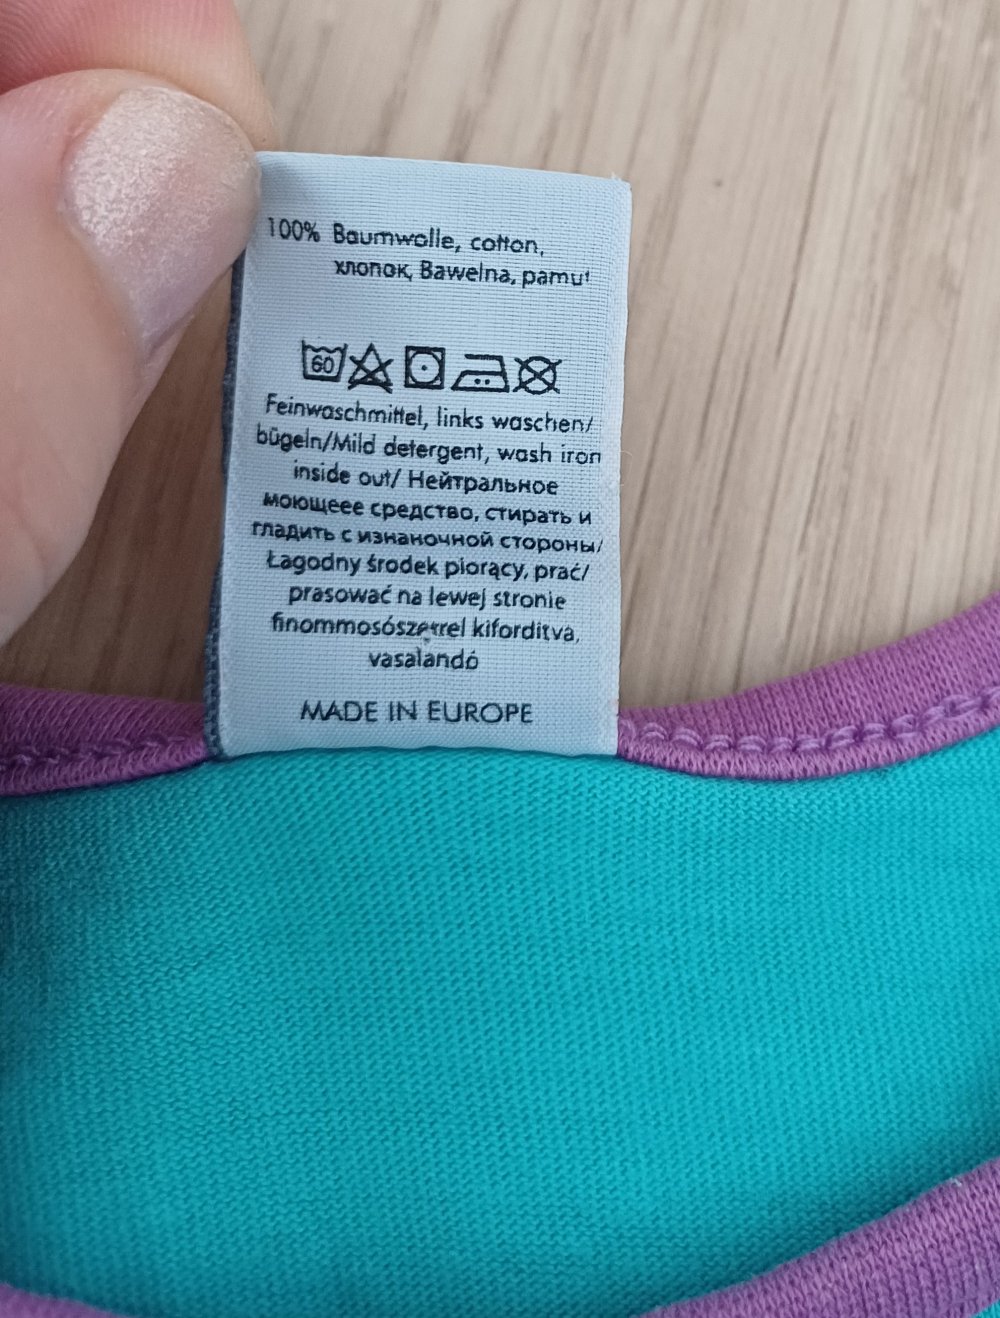 100% Baumwolle, cotton,
хлопок, Bawełna, pamut
60
Feinwaschmittel, links waschen/
bügeln/Mild detergent, wash iron
inside out/ Нейтральное
моющеее средство, стирать и
гладить с изнаночной стороны/
Łagodny środek piorący, prać/
prasować na lewej stronie
finommosószerrel kifordítva,
vasalandó
MADE IN EUROPE